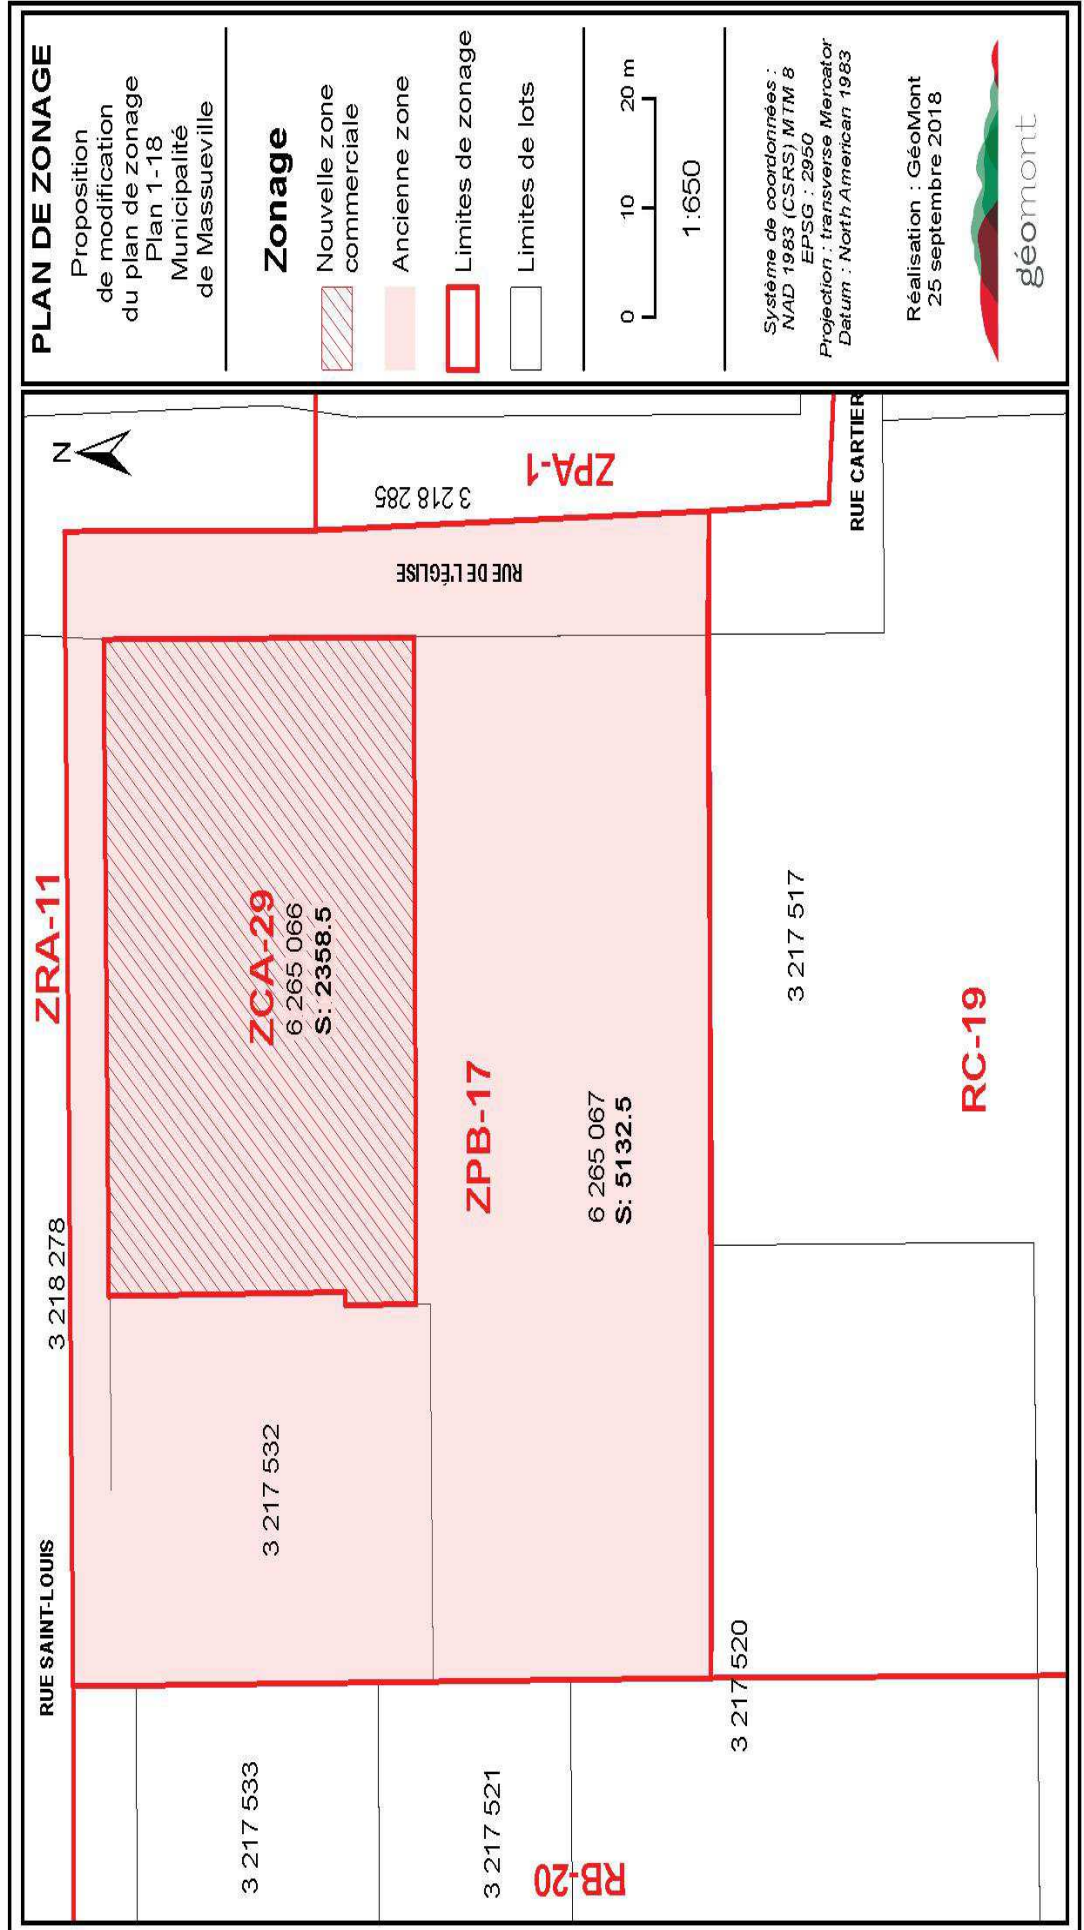 PLAN DE ZONAGE
Proposition
de modification
du plan de zonage
Plan 1-18
Municipalité
de Massueville
Zonage
Nouvelle zone
commerciale
Ancienne zone
Limites de zonage
Limites de lots
0 10 20 m
1:650
Système de coordonnées :
NAD 1983 (CSRS) MTM 8
EPSG : 2950
Projection : transverse Mercator
Datum : North American 1983
Réalisation : GéoMont
25 septembre 2018
géomont
RUE SAINT-LOUIS
3 218 278
ZRA-11
N
3 217 533
3 217 532
ZCA-29
6 265 066
S: 2358.5
RUE DE L'ÉGLISE
3 218 285
ZPA-1
3 217 521
RB-20
ZPB-17
6 265 067
S: 5132.5
3 217 520
3 217 517
RUE CARTIER
RC-19